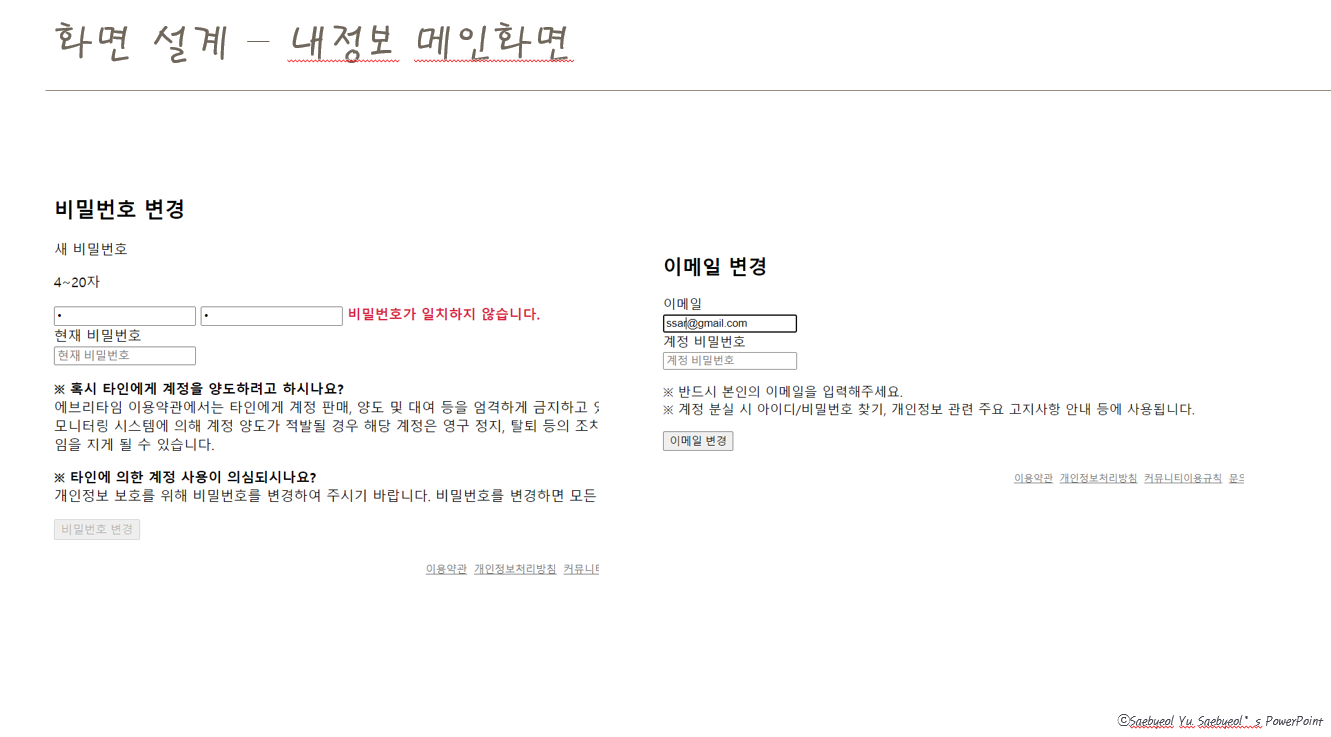 화면 설계 – 내정보 메인화면
비밀번호 변경
새 비밀번호
4~20자
• • 비밀번호가 일치하지 않습니다.
현재 비밀번호
현재 비밀번호
※ 혹시 타인에게 계정을 양도하려고 하시나요?
에브리타임 이용약관에서는 타인에게 계정 판매, 양도 및 대여 등을 엄격하게 금지하고
모니터링 시스템에 의해 계정 양도가 적발될 경우 해당 계정은 영구 정지, 탈퇴 등의 조치
임을 지게 될 수 있습니다.
※ 타인에 의한 계정 사용이 의심되시나요?
개인정보 보호를 위해 비밀번호를 변경하여 주시기 바랍니다. 비밀번호를 변경하면 모든
비밀번호 변경
이용약관 개인정보처리방침 커뮤니티
이메일 변경
이메일
ssar@gmail.com
계정 비밀번호
계정 비밀번호
※ 반드시 본인의 이메일을 입력해주세요.
※ 계정 분실 시 아이디/비밀번호 찾기, 개인정보 관련 주요 고지사항 안내 등에 사용됩니다.
이메일 변경
이용약관 개인정보처리방침 커뮤니티이용규칙 문의
ⓒSaebyeol Yu. Saebyeol’s PowerPoint